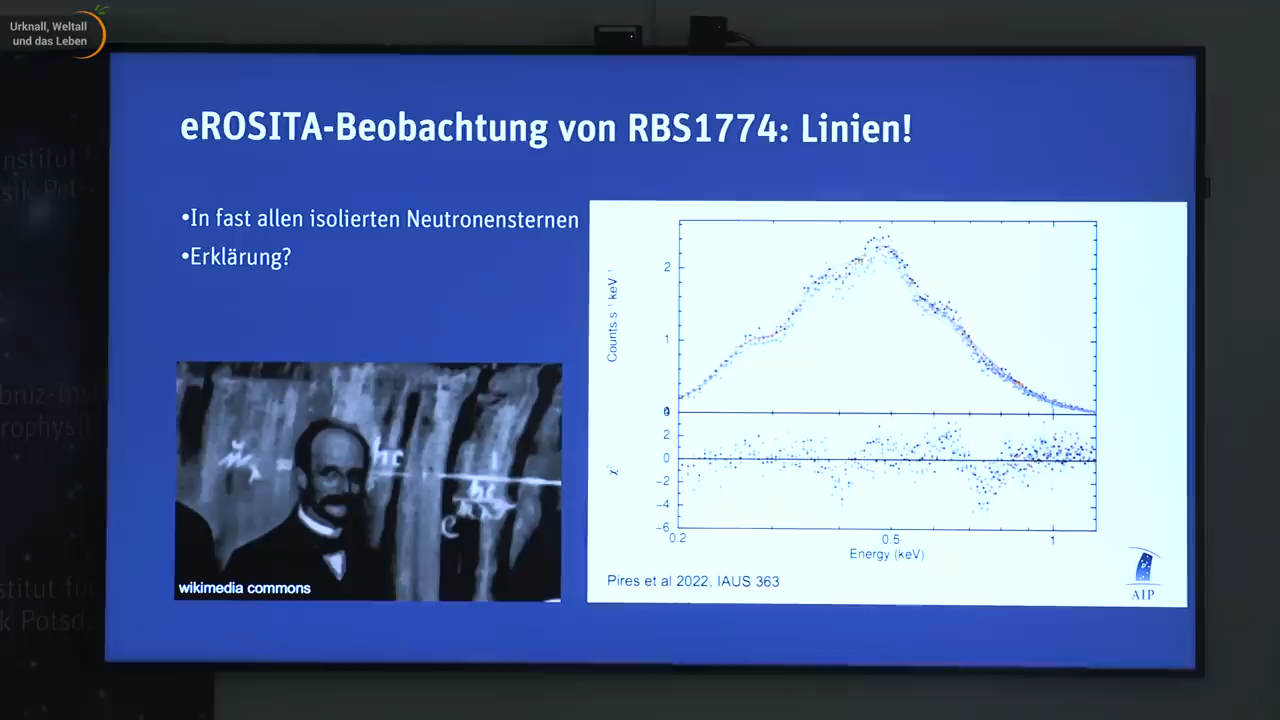 Urknall, Weltall
und das Leben
eROSITA-Beobachtung von RBS1774: Linien!
•In fast allen isolierten Neutronensternen
•Erklärung?
wikimedia commons
Counts s⁻¹ keV⁻¹
2
1
0
2
0
−2
−4
−6
0.2
0.5
1
Energy (keV)
Pires et al 2022, IAUS 363
AIP